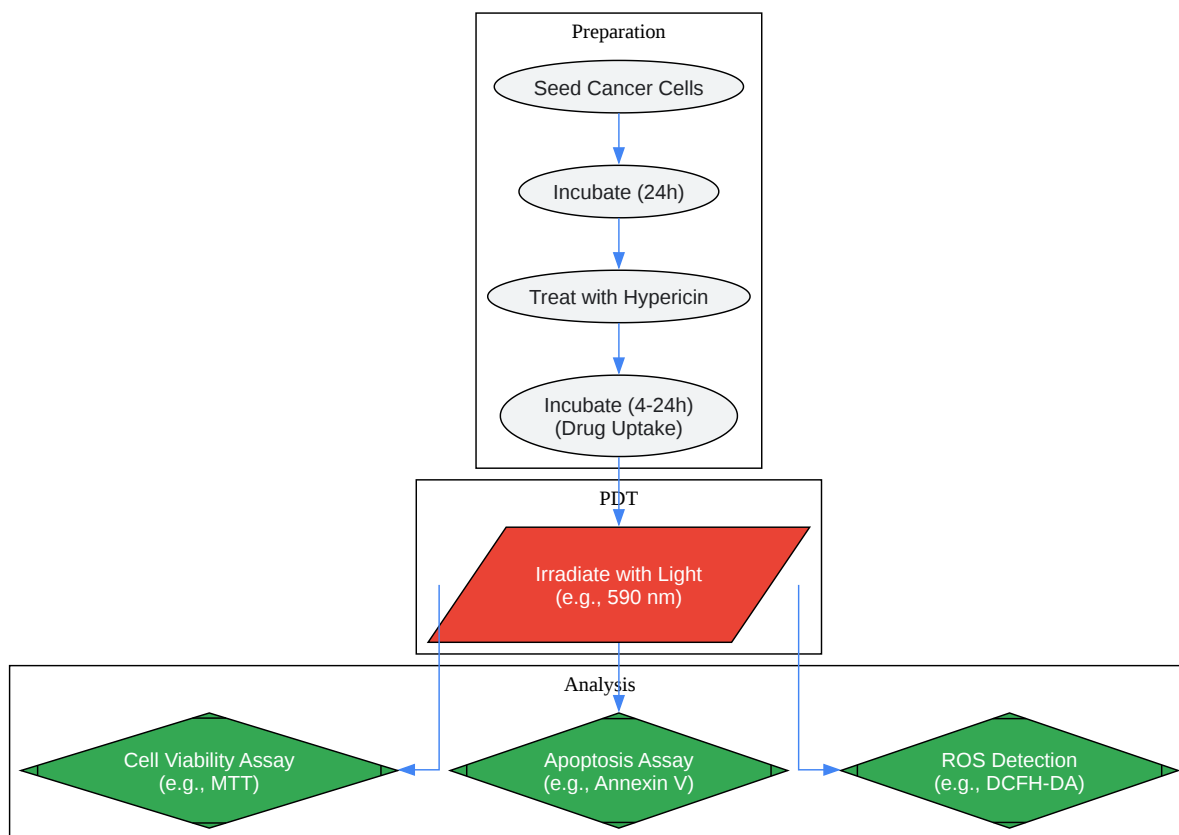 Preparation
Seed Cancer Cells
Incubate (24h)
Treat with Hypericin
Incubate (4-24h)
(Drug Uptake)
PDT
Irradiate with Light
(e.g., 590 nm)
Analysis
Cell Viability Assay
(e.g., MTT)
Apoptosis Assay
(e.g., Annexin V)
ROS Detection
(e.g., DCFH-DA)